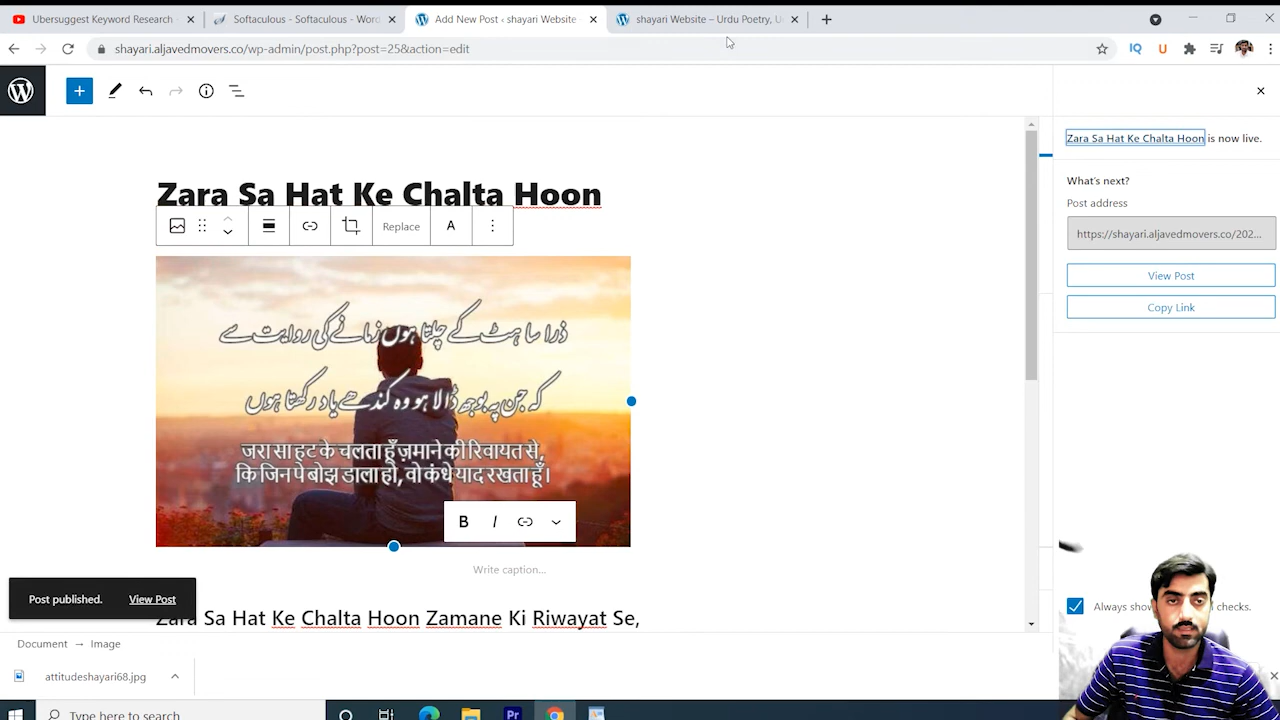 Ubersuggest Keyword Research -
Softaculous - Softaculous - Wor
Add New Post ‹ shayari Website -
shayari Website – Urdu Poetry, U
shayari.aljavedmovers.co/wp-admin/post.php?post=25&action=edit
Zara Sa Hat Ke Chalta Hoon
Replace
A
ذرا سا ہٹ کے چلتا ہوں زمانے کی روایت سے
کہ جن پہ بوجھ ڈالا ہو وہ کندھے یاد رکھتا ہوں
जरा सा हट के चलता हूँ ज़माने की रिवायत से,
कि जिन पे बोझ डाला हो, वो कंधे याद रखता हूँ।
B I
Write caption...
Zara Sa Hat Ke Chalta Hoon Zamane Ki Riwayat Se,
Zara Sa Hat Ke Chalta Hoon is now live.
What's next?
Post address
https://shayari.aljavedmovers.co/202...
View Post
Copy Link
Always show checks.
Post published. View Post
Document → Image
attitudeshayari68.jpg
Type here to search
Pr